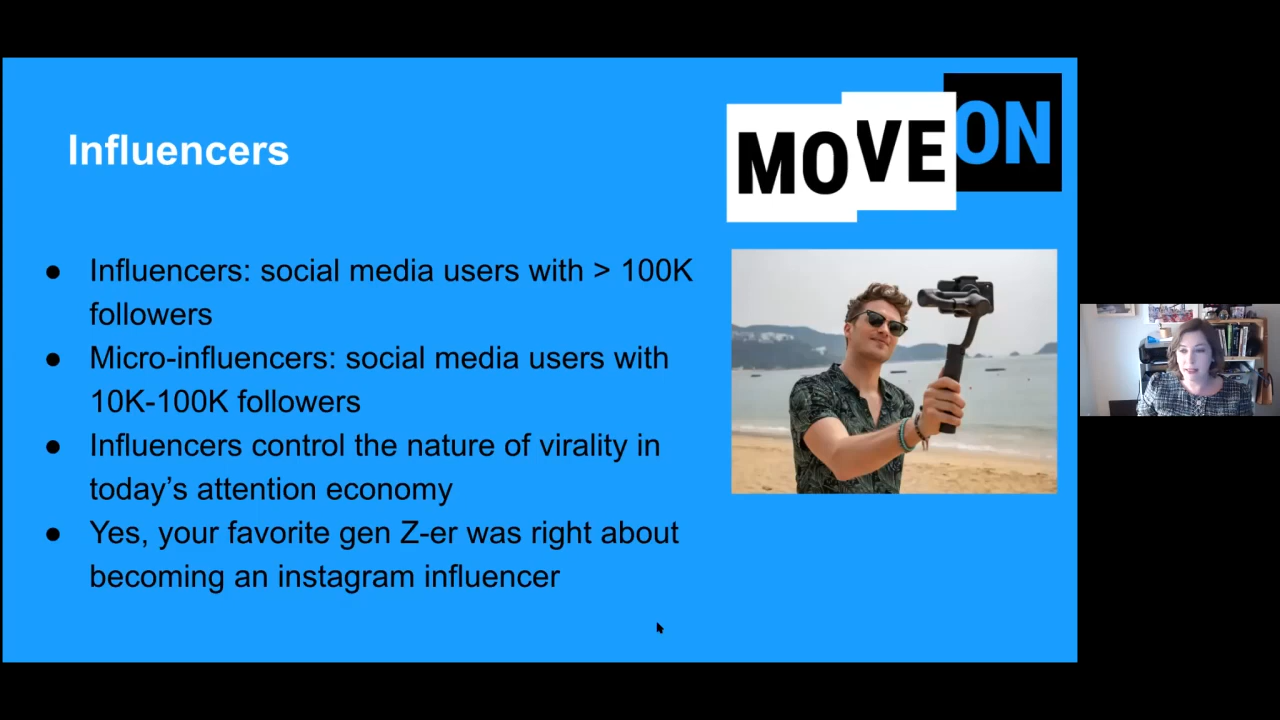 MOVEON
Influencers
● Influencers: social media users with > 100K
followers
● Micro-influencers: social media users with
10K-100K followers
● Influencers control the nature of virality in
today’s attention economy
● Yes, your favorite gen Z-er was right about
becoming an instagram influencer